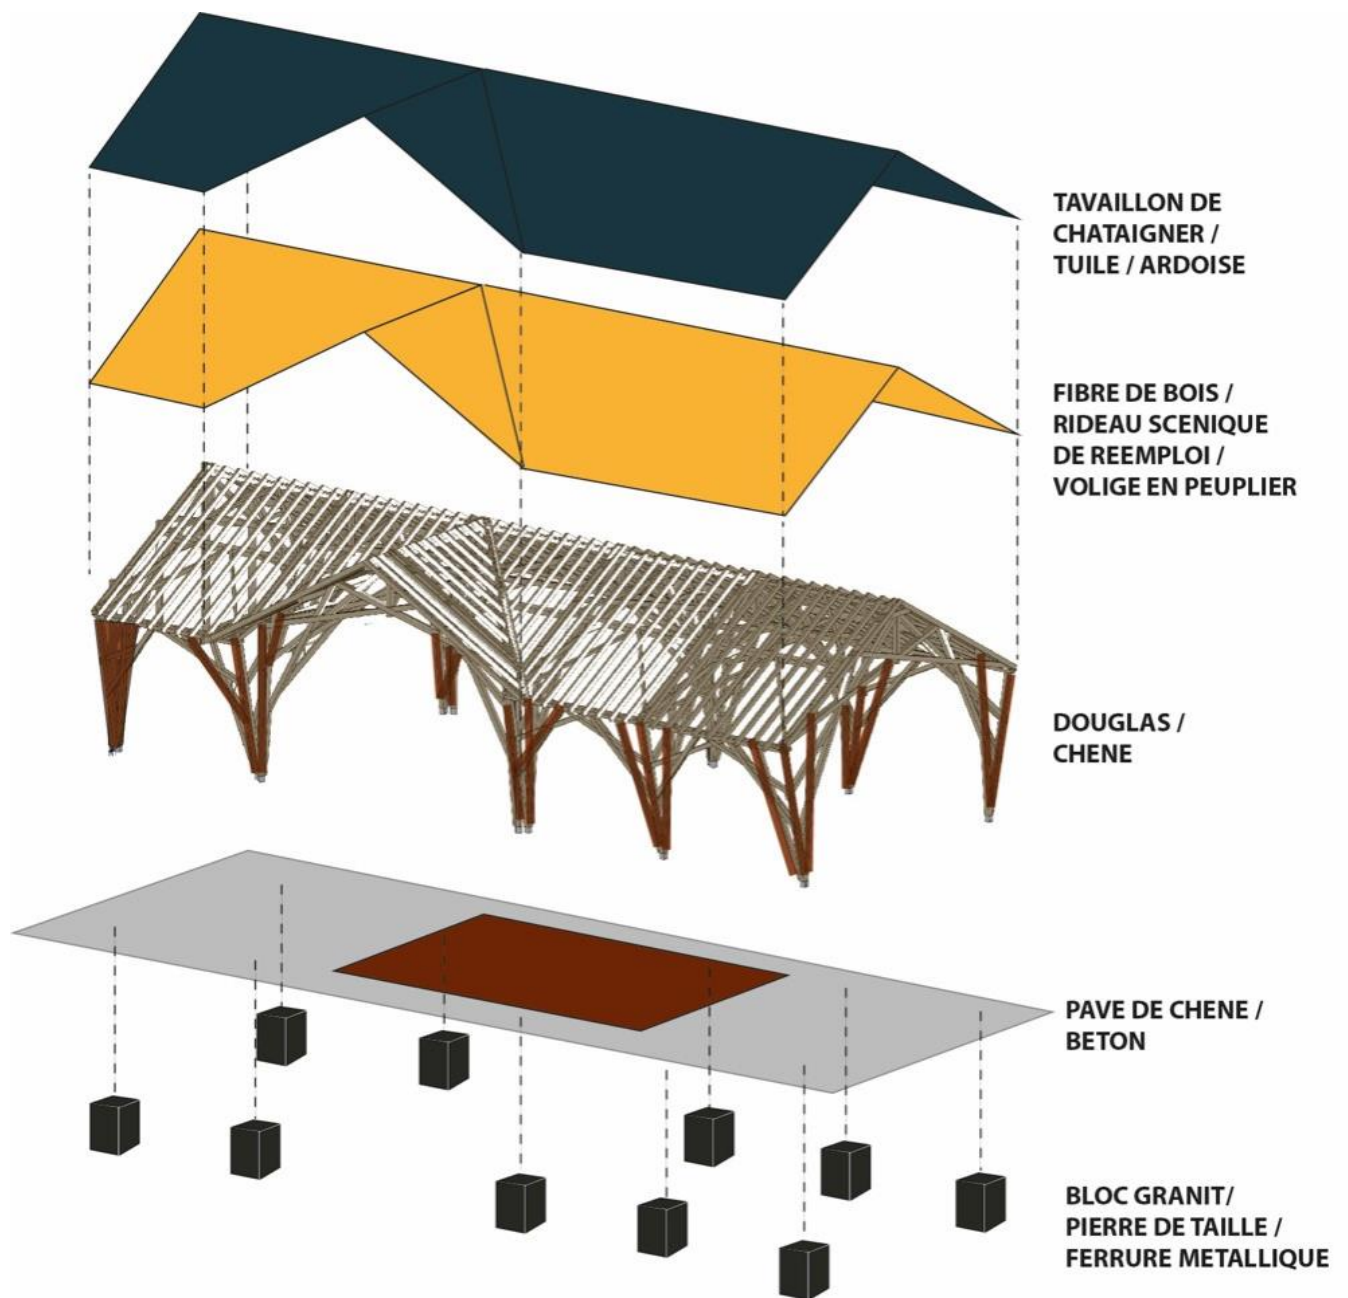 TAVAILLON DE
CHATAIGNER /
TUILE / ARDOISE
FIBRE DE BOIS /
RIDEAU SCENIQUE
DE REEMPLOI /
VOLIGE EN PEUPLIER
DOUGLAS /
CHENE
PAVE DE CHENE /
BETON
BLOC GRANIT/
PIERRE DE TAILLE /
FERRURE METALLIQUE